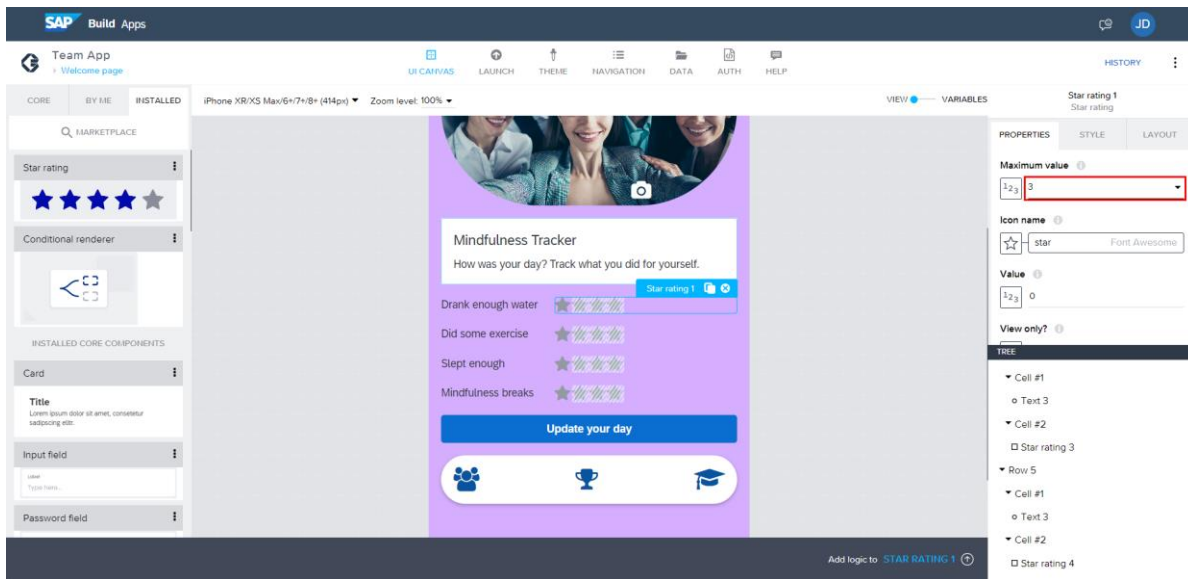 SAP Build Apps
JD
Team App
> Welcome page
UI CANVAS LAUNCH THEME NAVIGATION DATA AUTH HELP
HISTORY
CORE BY ME INSTALLED
iPhone XR/XS Max/6+/7+/8+ (414px) Zoom level: 100%
VIEW VARIABLES
Star rating 1
Star rating
MARKETPLACE
PROPERTIES STYLE LAYOUT
Star rating
Maximum value
123 3
Icon name
star Font Awesome
Conditional renderer
Value
123 0
View only?
Mindfulness Tracker
How was your day? Track what you did for yourself.
Star rating 1
Drank enough water
Did some exercise
Slept enough
Mindfulness breaks
Update your day
INSTALLED CORE COMPONENTS
Card
Title
Lorem ipsum dolor sit amet, consetetur
sadipscing elitr.
Input field
Label
Type here...
Password field
TREE
Cell #1
Text 3
Cell #2
Star rating 3
Row 5
Cell #1
Text 3
Cell #2
Star rating 4
Add logic to STAR RATING 1